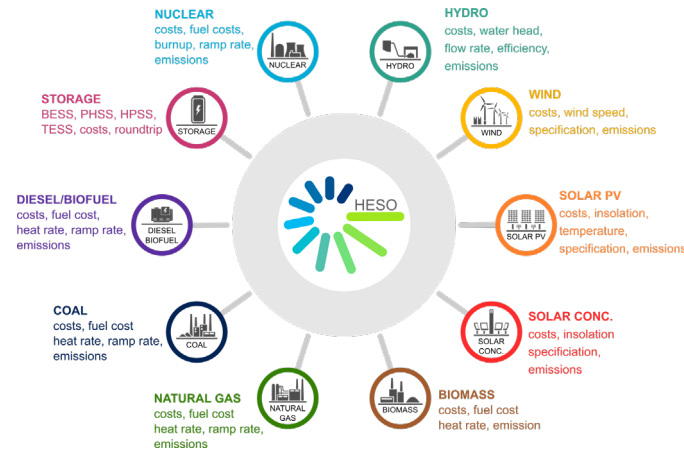 NUCLEAR
costs, fuel costs,
burnup, ramp rate,
emissions
NUCLEAR
HYDRO
costs, water head,
flow rate, efficiency,
emissions
HYDRO
STORAGE
BESS, PHSS, HPSS,
TESS, costs, roundtrip
STORAGE
WIND
costs, wind speed,
specification, emissions
WIND
DIESEL/BIOFUEL
costs, fuel cost,
heat rate, ramp rate,
emissions
DIESEL
BIOFUEL
HESO
SOLAR PV
costs, insolation,
temperature,
specification, emissions
SOLAR PV
COAL
costs, fuel cost
heat rate, ramp rate,
emissions
COAL
SOLAR CONC.
costs, insolation
specificiation,
emissions
SOLAR
CONC.
NATURAL GAS
costs, fuel cost
heat rate, ramp rate,
emissions
NATURAL
GAS
BIOMASS
costs, fuel cost
heat rate, emission
BIOMASS